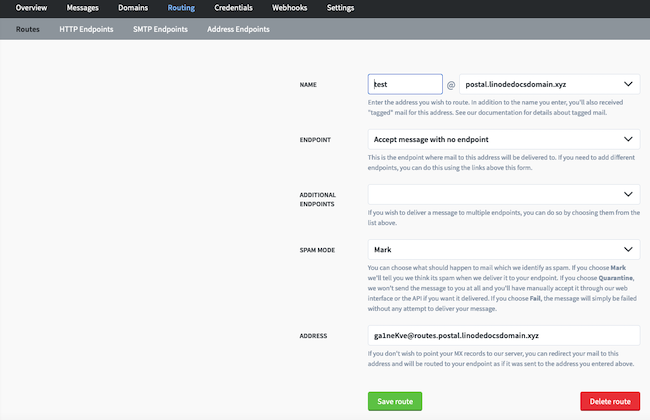 Overview Messages Domains Routing Credentials Webhooks Settings
Routes HTTP Endpoints SMTP Endpoints Address Endpoints
NAME test @ postal.linodedocsdomain.xyz
Enter the address you wish to route. In addition to the name you enter, you'll also received
"tagged" mail for this address. See our documentation for details about tagged mail.
ENDPOINT Accept message with no endpoint
This is the endpoint where mail to this address will be delivered to. If you need to add different
endpoints, you can do this using the links above this form.
ADDITIONAL
ENDPOINTS
If you wish to deliver a message to multiple endpoints, you can do so by choosing them from the
list above.
SPAM MODE Mark
You can choose what should happen to mail which we identify as spam. If you choose Mark
we'll tell you we think its spam when we deliver it to your endpoint. If you choose Quarantine,
we won't send the message to you at all and you'll have manually accept it through our web
interface or the API if you want it delivered. If you choose Fail, the message will simply be failed
without any attempt to deliver your message.
ADDRESS ga1neKve@routes.postal.linodedocsdomain.xyz
If you don't wish to point your MX records to our server, you can redirect your mail to this
address and will be routed to your endpoint as if it was sent to the address you entered above.
Save route Delete route